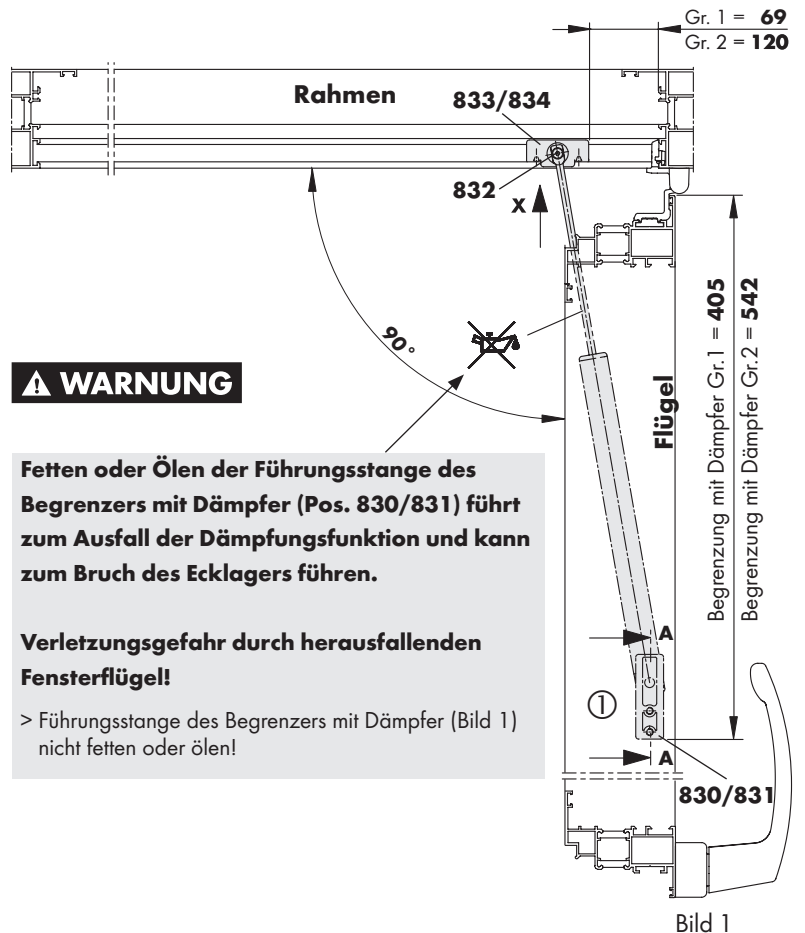 Gr. 1 = 69
Gr. 2 = 120
Rahmen
833/834
832
X
90°
Flügel
Begrenzung mit Dämpfer Gr.1 = 405
Begrenzung mit Dämpfer Gr.2 = 542
WARNUNG
Fetten oder Ölen der Führungsstange des
Begrenzers mit Dämpfer (Pos. 830/831) führt
zum Ausfall der Dämpfungsfunktion und kann
zum Bruch des Ecklagers führen.
Verletzungsgefahr durch herausfallenden
Fensterflügel!
> Führungsstange des Begrenzers mit Dämpfer (Bild 1)
nicht fetten oder ölen!
A
①
A
830/831
Bild 1